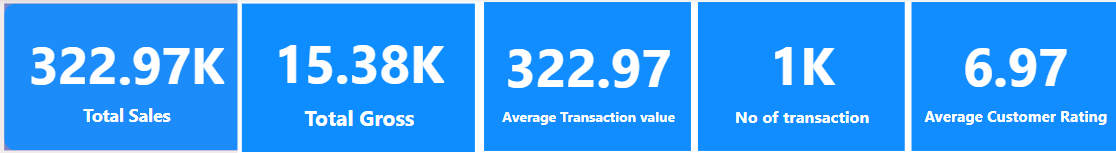 322.97K
Total Sales
15.38K
Total Gross
322.97
Average Transaction value
1K
No of transaction
6.97
Average Customer Rating